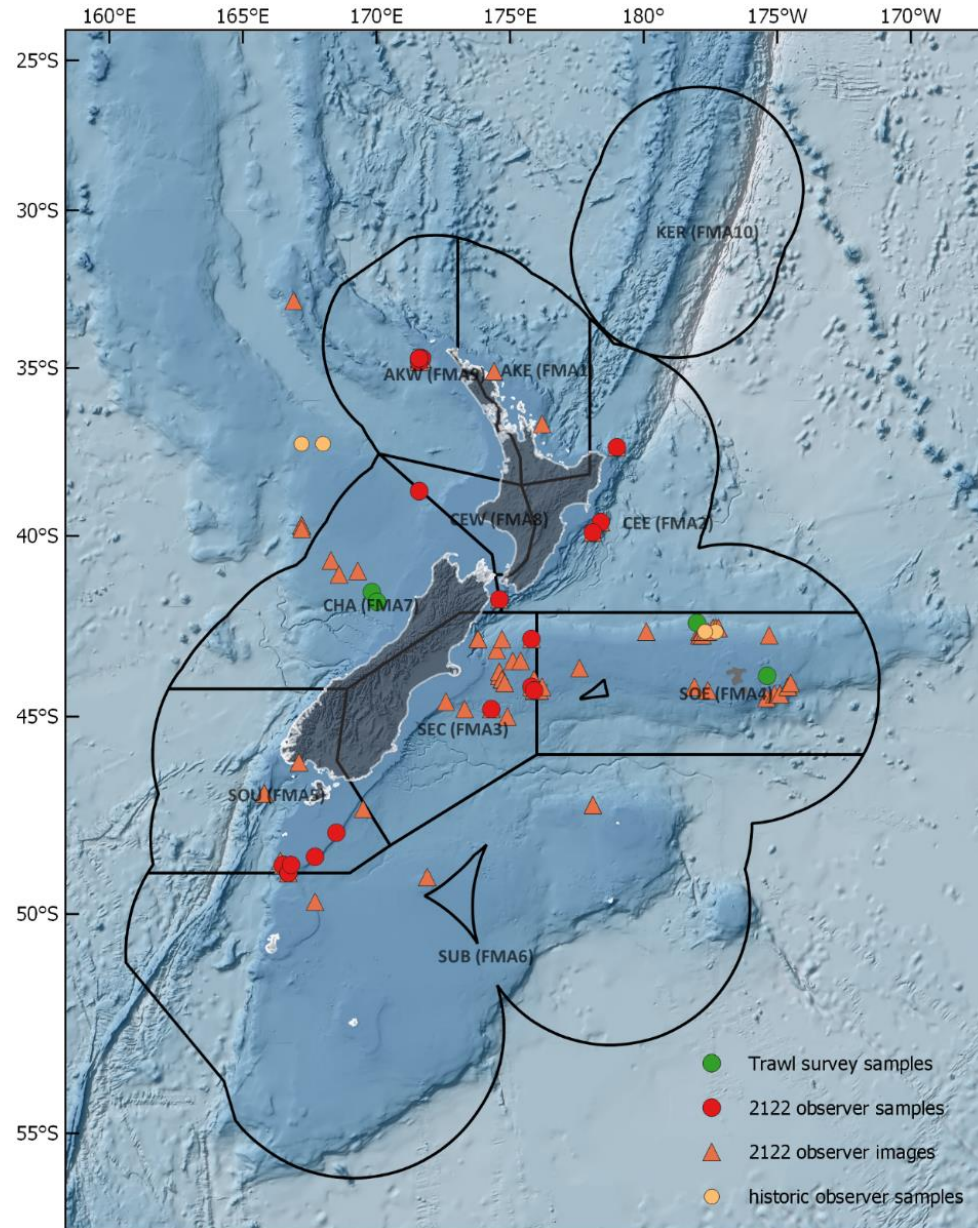 160°E 165°E 170°E 175°E 180°E 175°W 170°W
25°S
30°S
KER (FMA10)
35°S
AKW (FMA9) AKE (FMA1)
CEW (FMA8) CEE (FMA2)
40°S
CHA (FMA7)
SOE (FMA4)
45°S
SEC (FMA3)
SOU (FMA5)
50°S
SUB (FMA6)
Trawl survey samples
2122 observer samples
55°S
2122 observer images
historic observer samples